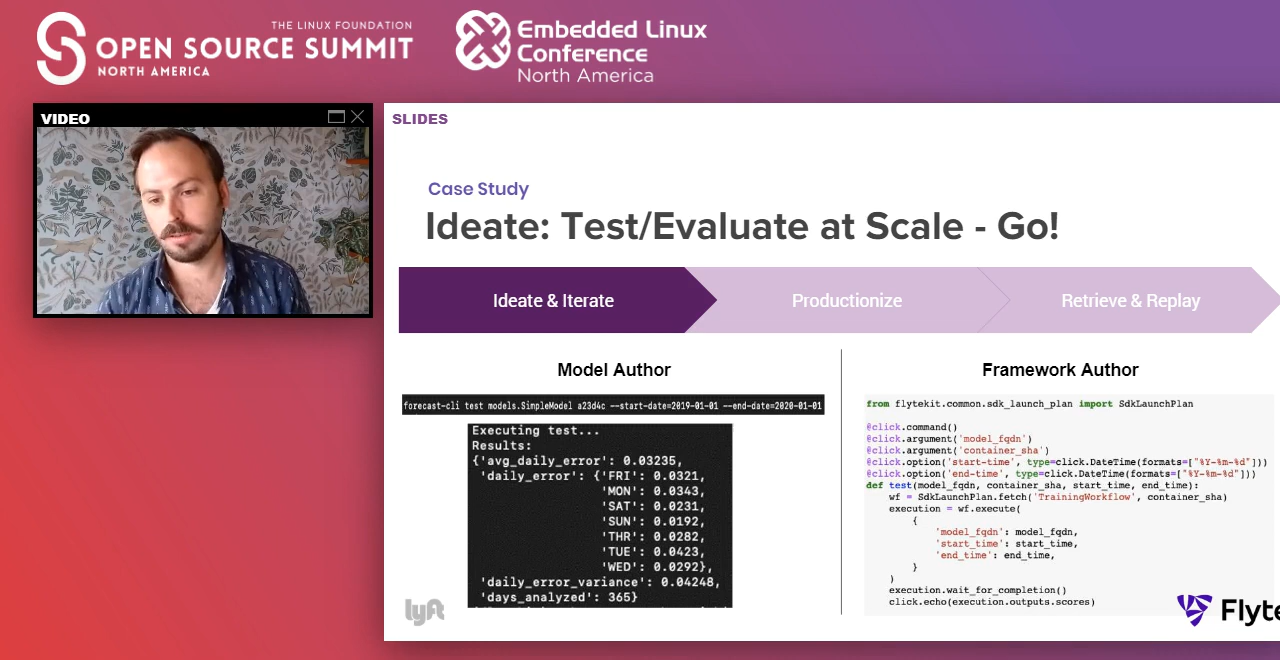 THE LINUX FOUNDATION
OPEN SOURCE SUMMIT
NORTH AMERICA
Embedded Linux
Conference
North America
VIDEO
SLIDES
Case Study
Ideate: Test/Evaluate at Scale - Go!
Ideate & Iterate
Productionize
Retrieve & Replay
Model Author
forecast-cli test models.SimpleModel a23d4c --start-date=2019-01-01 --end-date=2020-01-01
Executing test...
Results:
{'avg_daily_error': 0.03235,
'daily_error': {'FRI': 0.0321,
'MON': 0.0343,
'SAT': 0.0231,
'SUN': 0.0192,
'THR': 0.0282,
'TUE': 0.0423,
'WED': 0.0292},
'daily_error_variance': 0.04248,
'days_analyzed': 365}
lyft
Framework Author
from flytekit.common.sdk_launch_plan import SdkLaunchPlan
@click.command()
@click.argument('model_fqdn')
@click.argument('container_sha')
@click.option('start-time', type=click.DateTime(formats=["%Y-%m-%d"]))
@click.option('end-time', type=click.DateTime(formats=["%Y-%m-%d"]))
def test(model_fqdn, container_sha, start_time, end_time):
wf = SdkLaunchPlan.fetch('TrainingWorkflow', container_sha)
execution = wf.execute(
{
'model_fqdn': model_fqdn,
'start_time': start_time,
'end_time': end_time,
}
)
execution.wait_for_completion()
click.echo(execution.outputs.scores)
Flyte